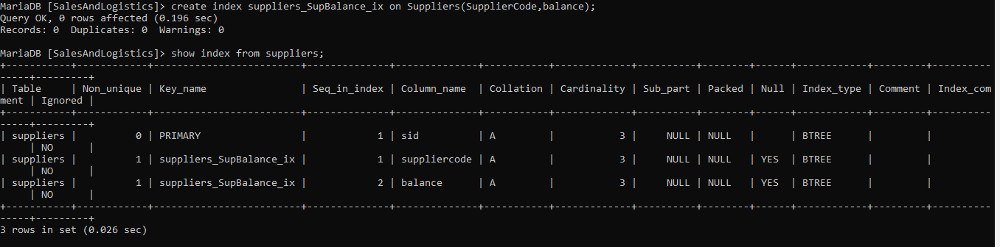 MariaDB [SalesAndLogistics]> create index suppliers_SupBalance_ix on Suppliers(SupplierCode,balance);
Query OK, 0 rows affected (0.196 sec)
Records: 0  Duplicates: 0  Warnings: 0

MariaDB [SalesAndLogistics]> show index from suppliers;
+-----------+------------+-------------------------+--------------+--------------+-----------+-------------+----------+--------+------+------------+---------+----------
-----+---------+
| Table     | Non_unique | Key_name                | Seq_in_index | Column_name  | Collation | Cardinality | Sub_part | Packed | Null | Index_type | Comment | Index_com
ment | Ignored |
+-----------+------------+-------------------------+--------------+--------------+-----------+-------------+----------+--------+------+------------+---------+----------
-----+---------+
| suppliers |          0 | PRIMARY                 |            1 | sid          | A         |           3 |     NULL | NULL   |      | BTREE      |         |
     | NO      |
| suppliers |          1 | suppliers_SupBalance_ix |            1 | suppliercode | A         |           3 |     NULL | NULL   | YES  | BTREE      |         |
     | NO      |
| suppliers |          1 | suppliers_SupBalance_ix |            2 | balance      | A         |           3 |     NULL | NULL   | YES  | BTREE      |         |
     | NO      |
+-----------+------------+-------------------------+--------------+--------------+-----------+-------------+----------+--------+------+------------+---------+----------
-----+---------+
3 rows in set (0.026 sec)